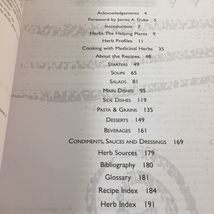 Acknowledgements 4
Foreword by James A. Duke 5
Introduction 7
Herbs: The Helping Plants 9
Herb Profiles 11
Cooking with Medicinal Herbs 35
About the Recipes 48
Starters 49
Soups 65
Salads 81
Main Dishes 95
Side Dishes 119
Pasta & Grains 135
Desserts 149
Beverages 161
Condiments, Sauces and Dressings 169
Herb Sources 179
Bibliography 180
Glossary 181
Recipe Index 184
Herb Index 191